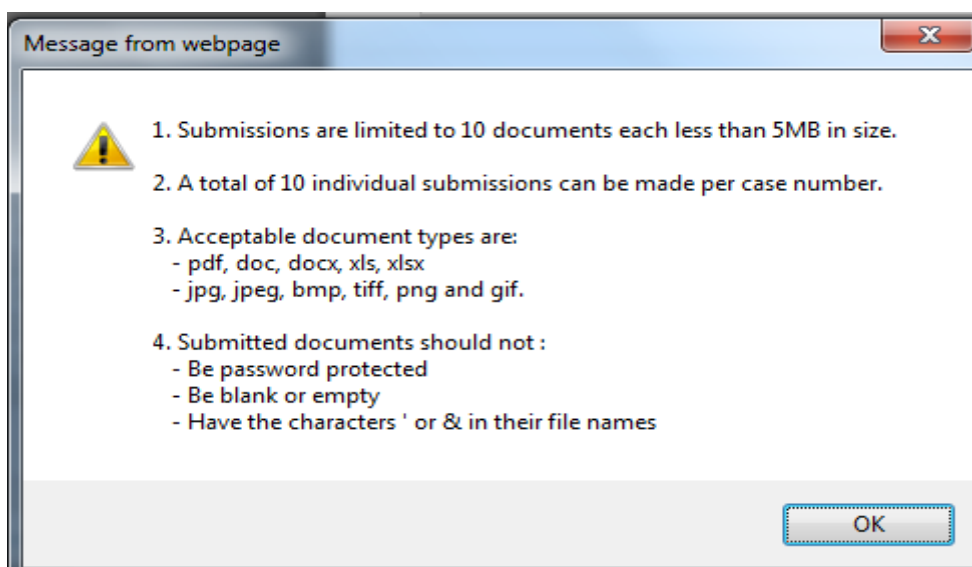 Message from webpage
1. Submissions are limited to 10 documents each less than 5MB in size.
2. A total of 10 individual submissions can be made per case number.
3. Acceptable document types are:
- pdf, doc, docx, xls, xlsx
- jpg, jpeg, bmp, tiff, png and gif.
4. Submitted documents should not :
- Be password protected
- Be blank or empty
- Have the characters ' or & in their file names
OK